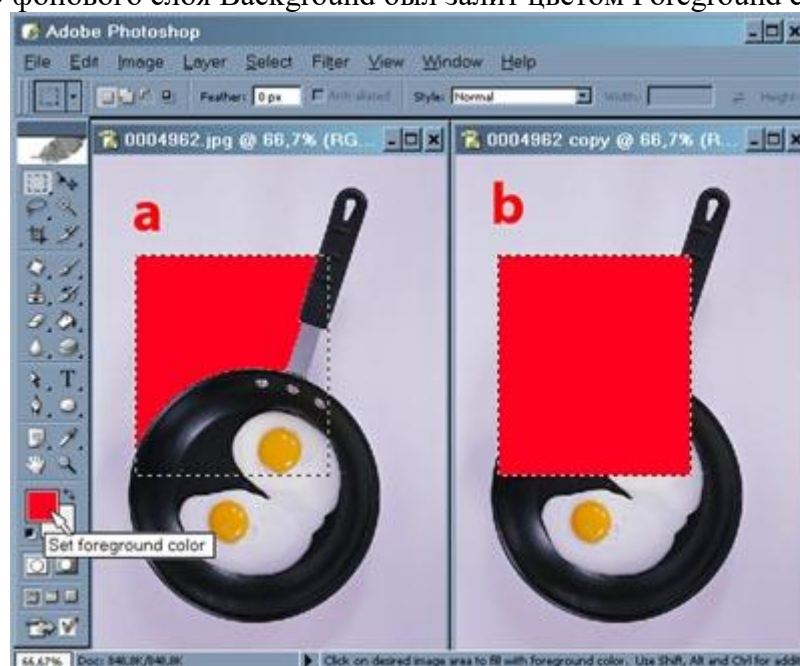 фонового слоя Background был залит цветом Foreground
Adobe Photoshop
File Edit Image Layer Select Filter View Window Help
Feather: 0 px Anti-aliased Style: Normal Width: Height:
0004962.jpg @ 66,7% (RG...
0004962 copy @ 66,7% (R...
a
b
T
Set foreground color
66,67% Doc: 840,8K/840,8K Click on desired image area to fill with foreground color. Use Shift, Alt and Ctrl for